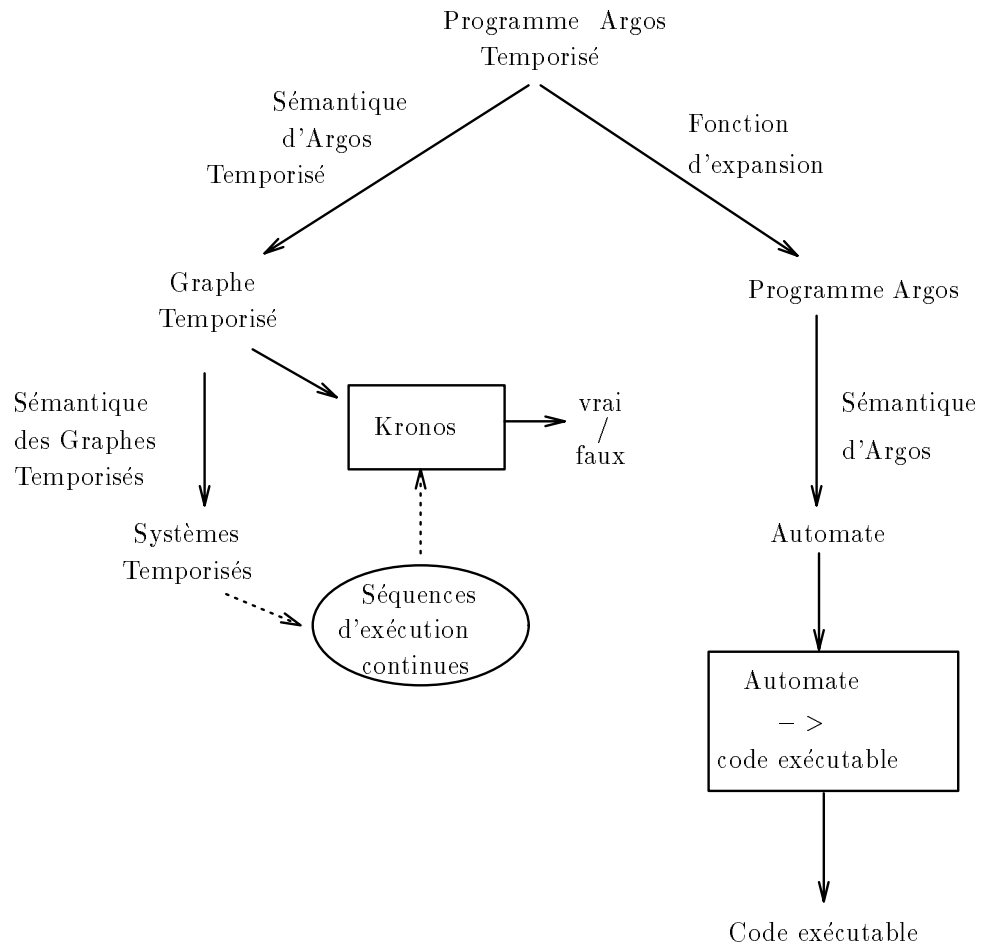 Programme Argos
Temporisé
Sémantique
d'Argos
Temporisé
Fonction
d'expansion
Graphe
Temporisé
Programme Argos
Sémantique
des Graphes
Temporisés
Kronos
vrai
/
faux
Sémantique
d'Argos
Systèmes
Temporisés
Séquences
d'exécution
continues
Automate
Automate
− >
code exécutable
Code exécutable